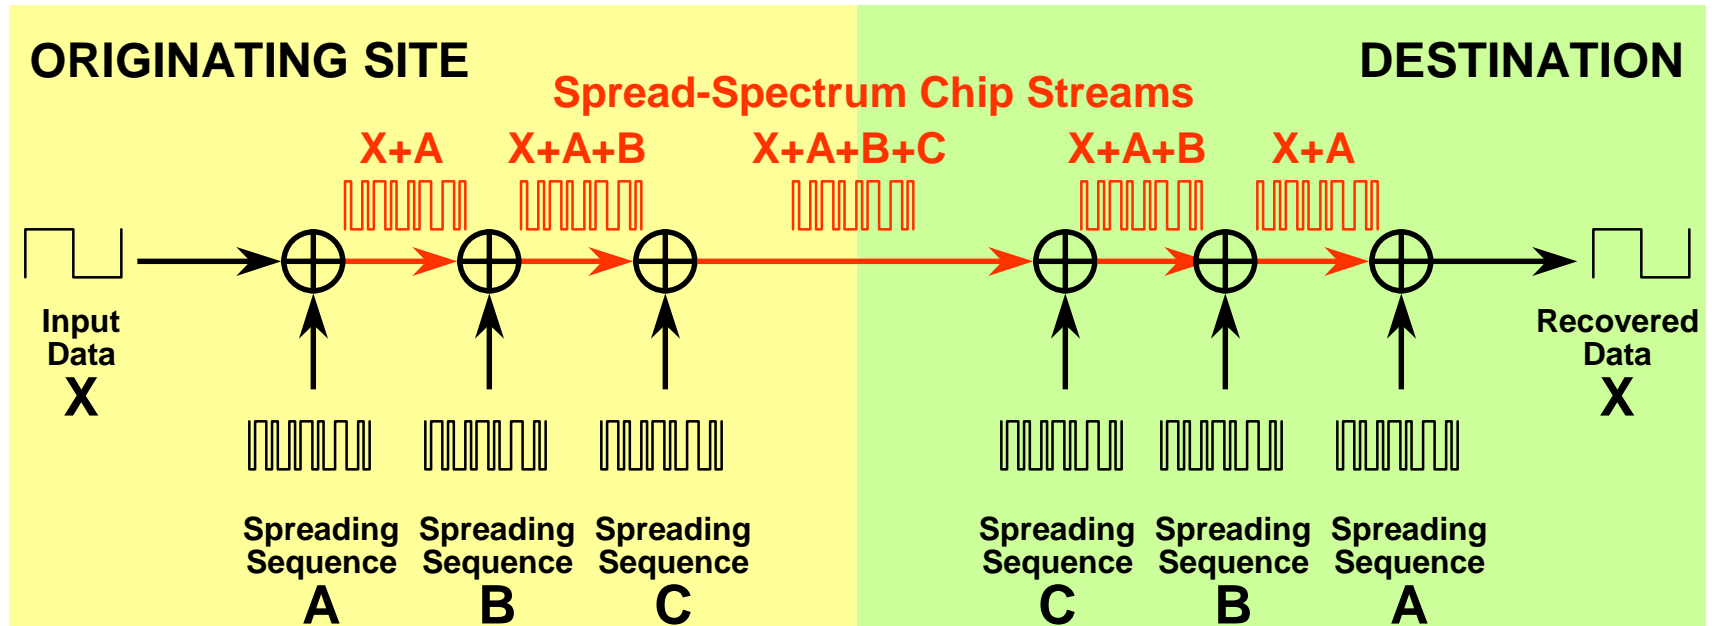 ORIGINATING SITE
DESTINATION
Spread-Spectrum Chip Streams
X+A
X+A+B
X+A+B+C
X+A+B
X+A
Input
Data
X
Recovered
Data
X
Spreading
Sequence
A
Spreading
Sequence
B
Spreading
Sequence
C
Spreading
Sequence
C
Spreading
Sequence
B
Spreading
Sequence
A